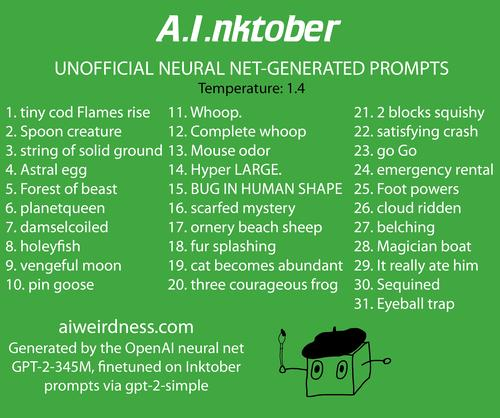 A.I.nktober
UNOFFICIAL NEURAL NET-GENERATED PROMPTS
Temperature: 1.4
1. tiny cod Flames rise
2. Spoon creature
3. string of solid ground
4. Astral egg
5. Forest of beast
6. planetqueen
7. damselcoiled
8. holeyfish
9. vengeful moon
10. pin goose
11. Whoop.
12. Complete whoop
13. Mouse odor
14. Hyper LARGE.
15. BUG IN HUMAN SHAPE
16. scarfed mystery
17. ornery beach sheep
18. fur splashing
19. cat becomes abundant
20. three courageous frog
21. 2 blocks squishy
22. satisfying crash
23. go Go
24. emergency rental
25. Foot powers
26. cloud ridden
27. belching
28. Magician boat
29. It really ate him
30. Sequined
31. Eyeball trap
aiweirdness.com
Generated by the OpenAI neural net
GPT-2-345M, finetuned on Inktober
prompts via gpt-2-simple